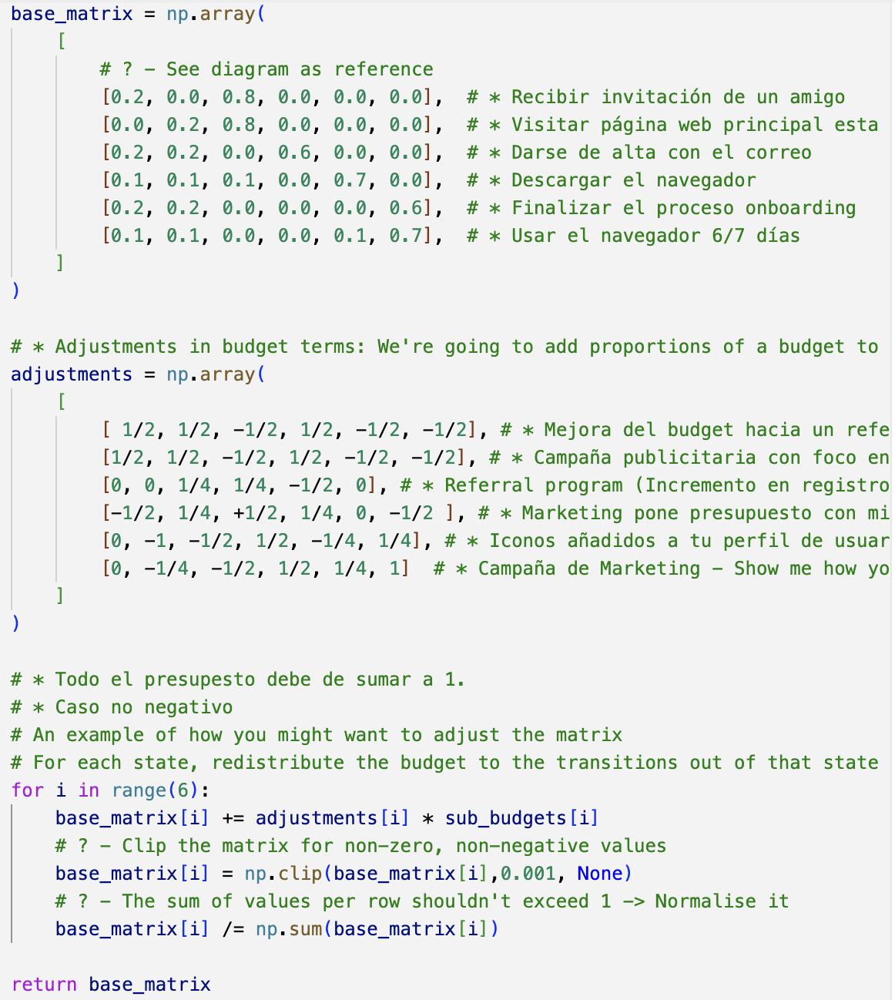 base_matrix = np.array(
[
# ? – See diagram as reference
[0.2, 0.0, 0.8, 0.0, 0.0, 0.0],  # * Recibir invitación de un amigo
[0.0, 0.2, 0.8, 0.0, 0.0, 0.0],  # * Visitar página web principal esta
[0.2, 0.2, 0.0, 0.6, 0.0, 0.0],  # * Darse de alta con el correo
[0.1, 0.1, 0.1, 0.0, 0.7, 0.0],  # * Descargar el navegador
[0.2, 0.2, 0.0, 0.0, 0.0, 0.6],  # * Finalizar el proceso onboarding
[0.1, 0.1, 0.0, 0.0, 0.1, 0.7],  # * Usar el navegador 6/7 días
]
)
# * Adjustments in budget terms: We're going to add proportions of a budget to
adjustments = np.array(
[
[ 1/2, 1/2, -1/2, 1/2, -1/2, -1/2], # * Mejora del budget hacia un refe
[1/2, 1/2, -1/2, 1/2, -1/2, -1/2], # * Campaña publicitaria con foco en
[0, 0, 1/4, 1/4, -1/2, 0], # * Referral program (Incremento en registro
[-1/2, 1/4, +1/2, 1/4, 0, -1/2 ], # * Marketing pone presupuesto con mi
[0, -1, -1/2, 1/2, -1/4, 1/4], # * Iconos añadidos a tu perfil de usuar
[0, -1/4, -1/2, 1/2, 1/4, 1]  # * Campaña de Marketing – Show me how yo
]
)
# * Todo el presupesto debe de sumar a 1.
# * Caso no negativo
# An example of how you might want to adjust the matrix
# For each state, redistribute the budget to the transitions out of that state
for i in range(6):
base_matrix[i] += adjustments[i] * sub_budgets[i]
# ? – Clip the matrix for non-zero, non-negative values
base_matrix[i] = np.clip(base_matrix[i],0.001, None)
# ? – The sum of values per row shouldn't exceed 1 -> Normalise it
base_matrix[i] /= np.sum(base_matrix[i])
return base_matrix